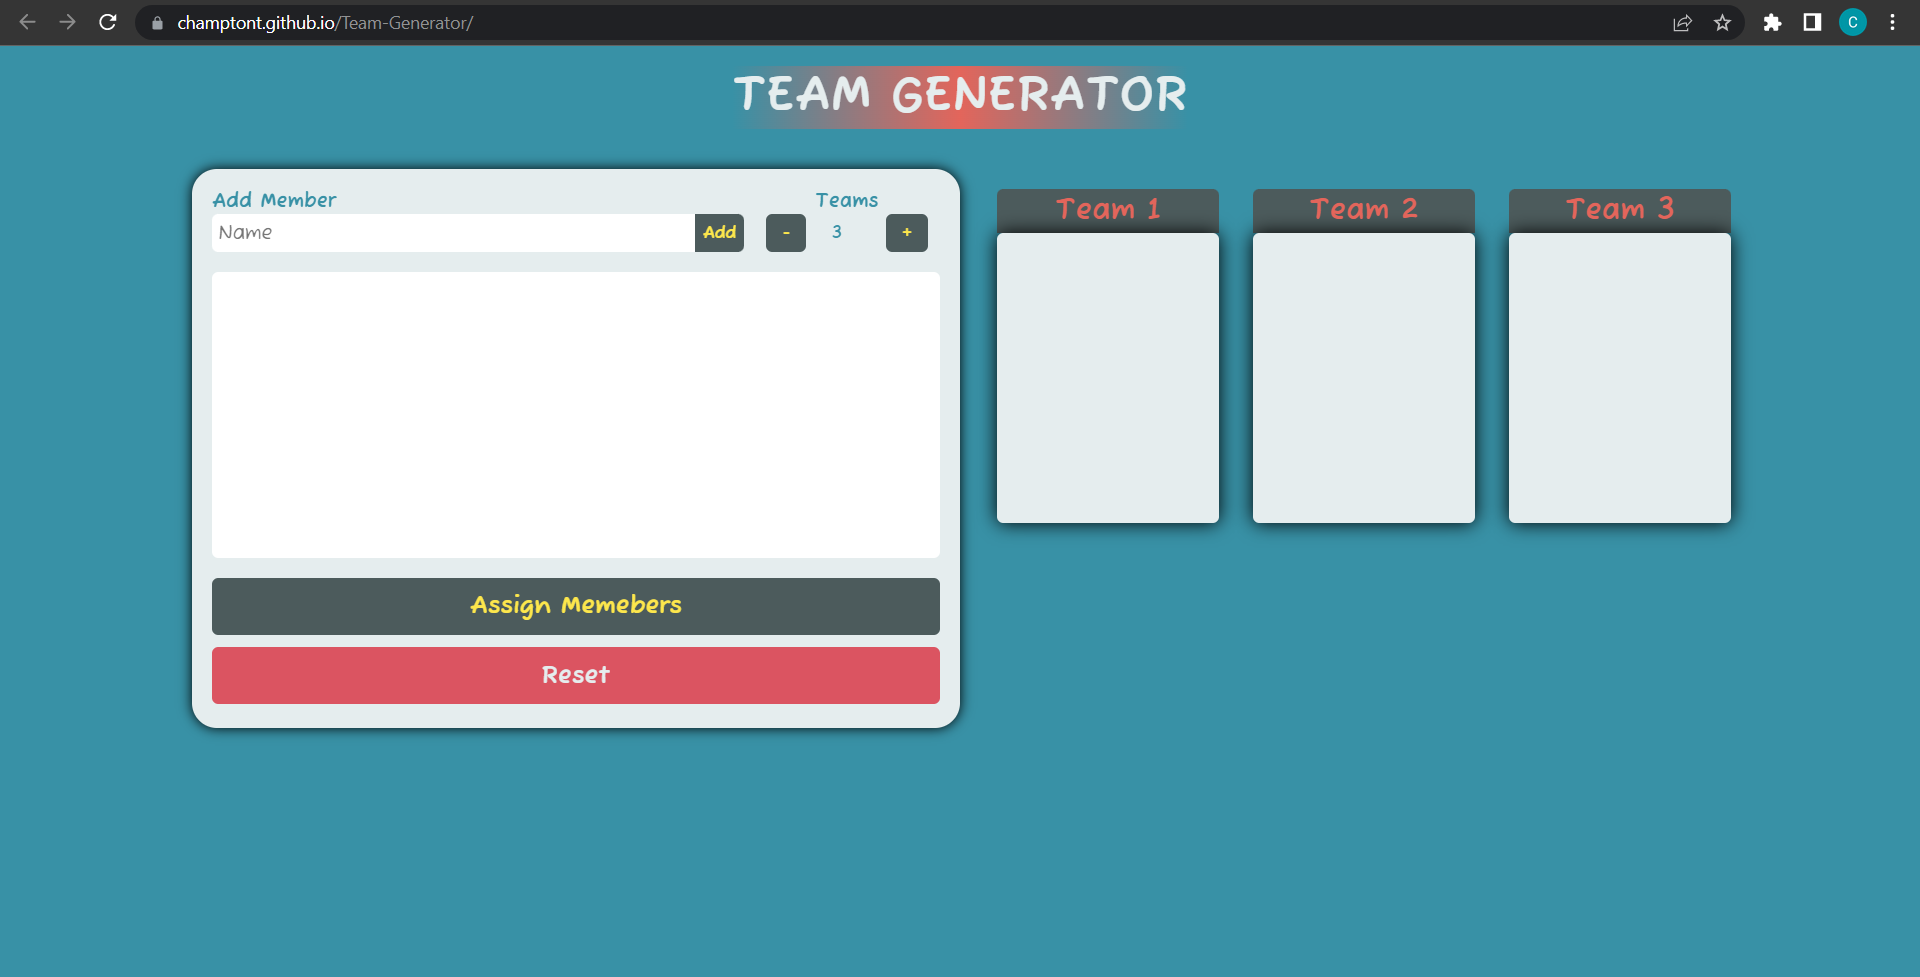 champtont.github.io/Team-Generator/
C
TEAM GENERATOR
Add Member
Teams
Name
Add
-
3
+
Assign Memebers
Reset
Team 1
Team 2
Team 3